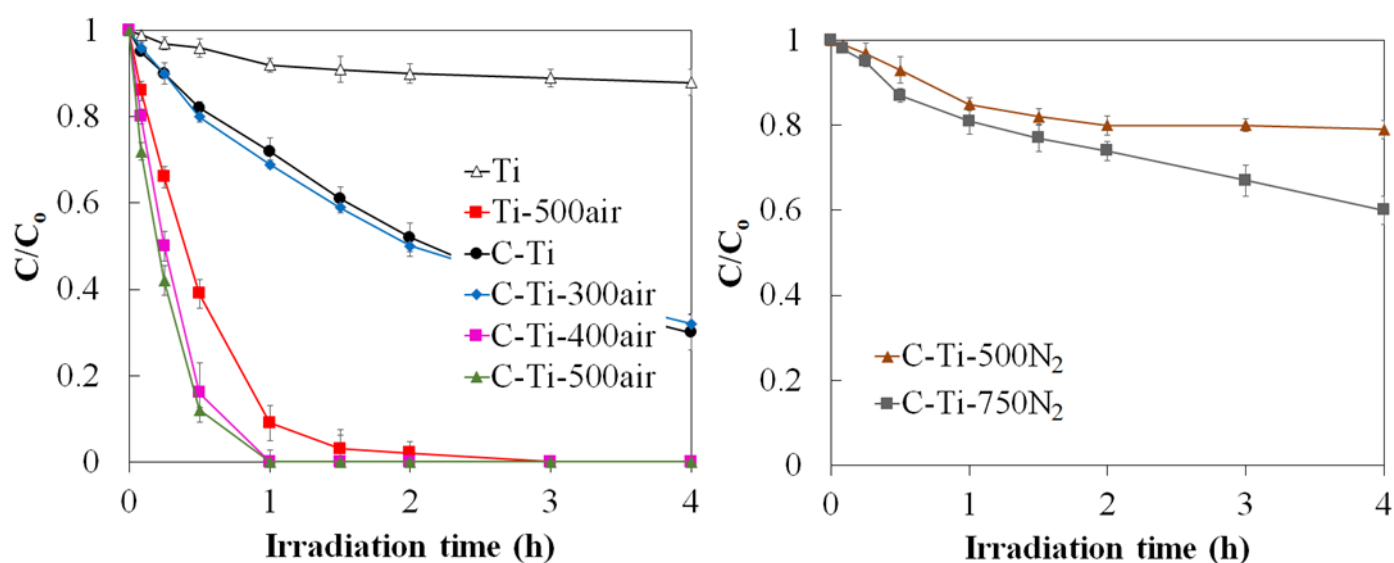 1
0.8
0.6
0.4
0.2
0
C/Co
0 1 2 3 4
Irradiation time (h)
Ti
Ti-500air
C-Ti
C-Ti-300air
C-Ti-400air
C-Ti-500air
1
0.8
0.6
0.4
0.2
0
C/Co
0 1 2 3 4
Irradiation time (h)
C-Ti-500N₂
C-Ti-750N₂